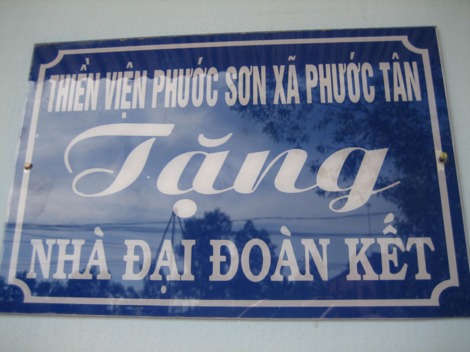 THIỀN VIỆN PHƯỚC SƠN XÃ PHƯỚC TÂN
Tặng
NHÀ ĐẠI ĐOÀN KẾT